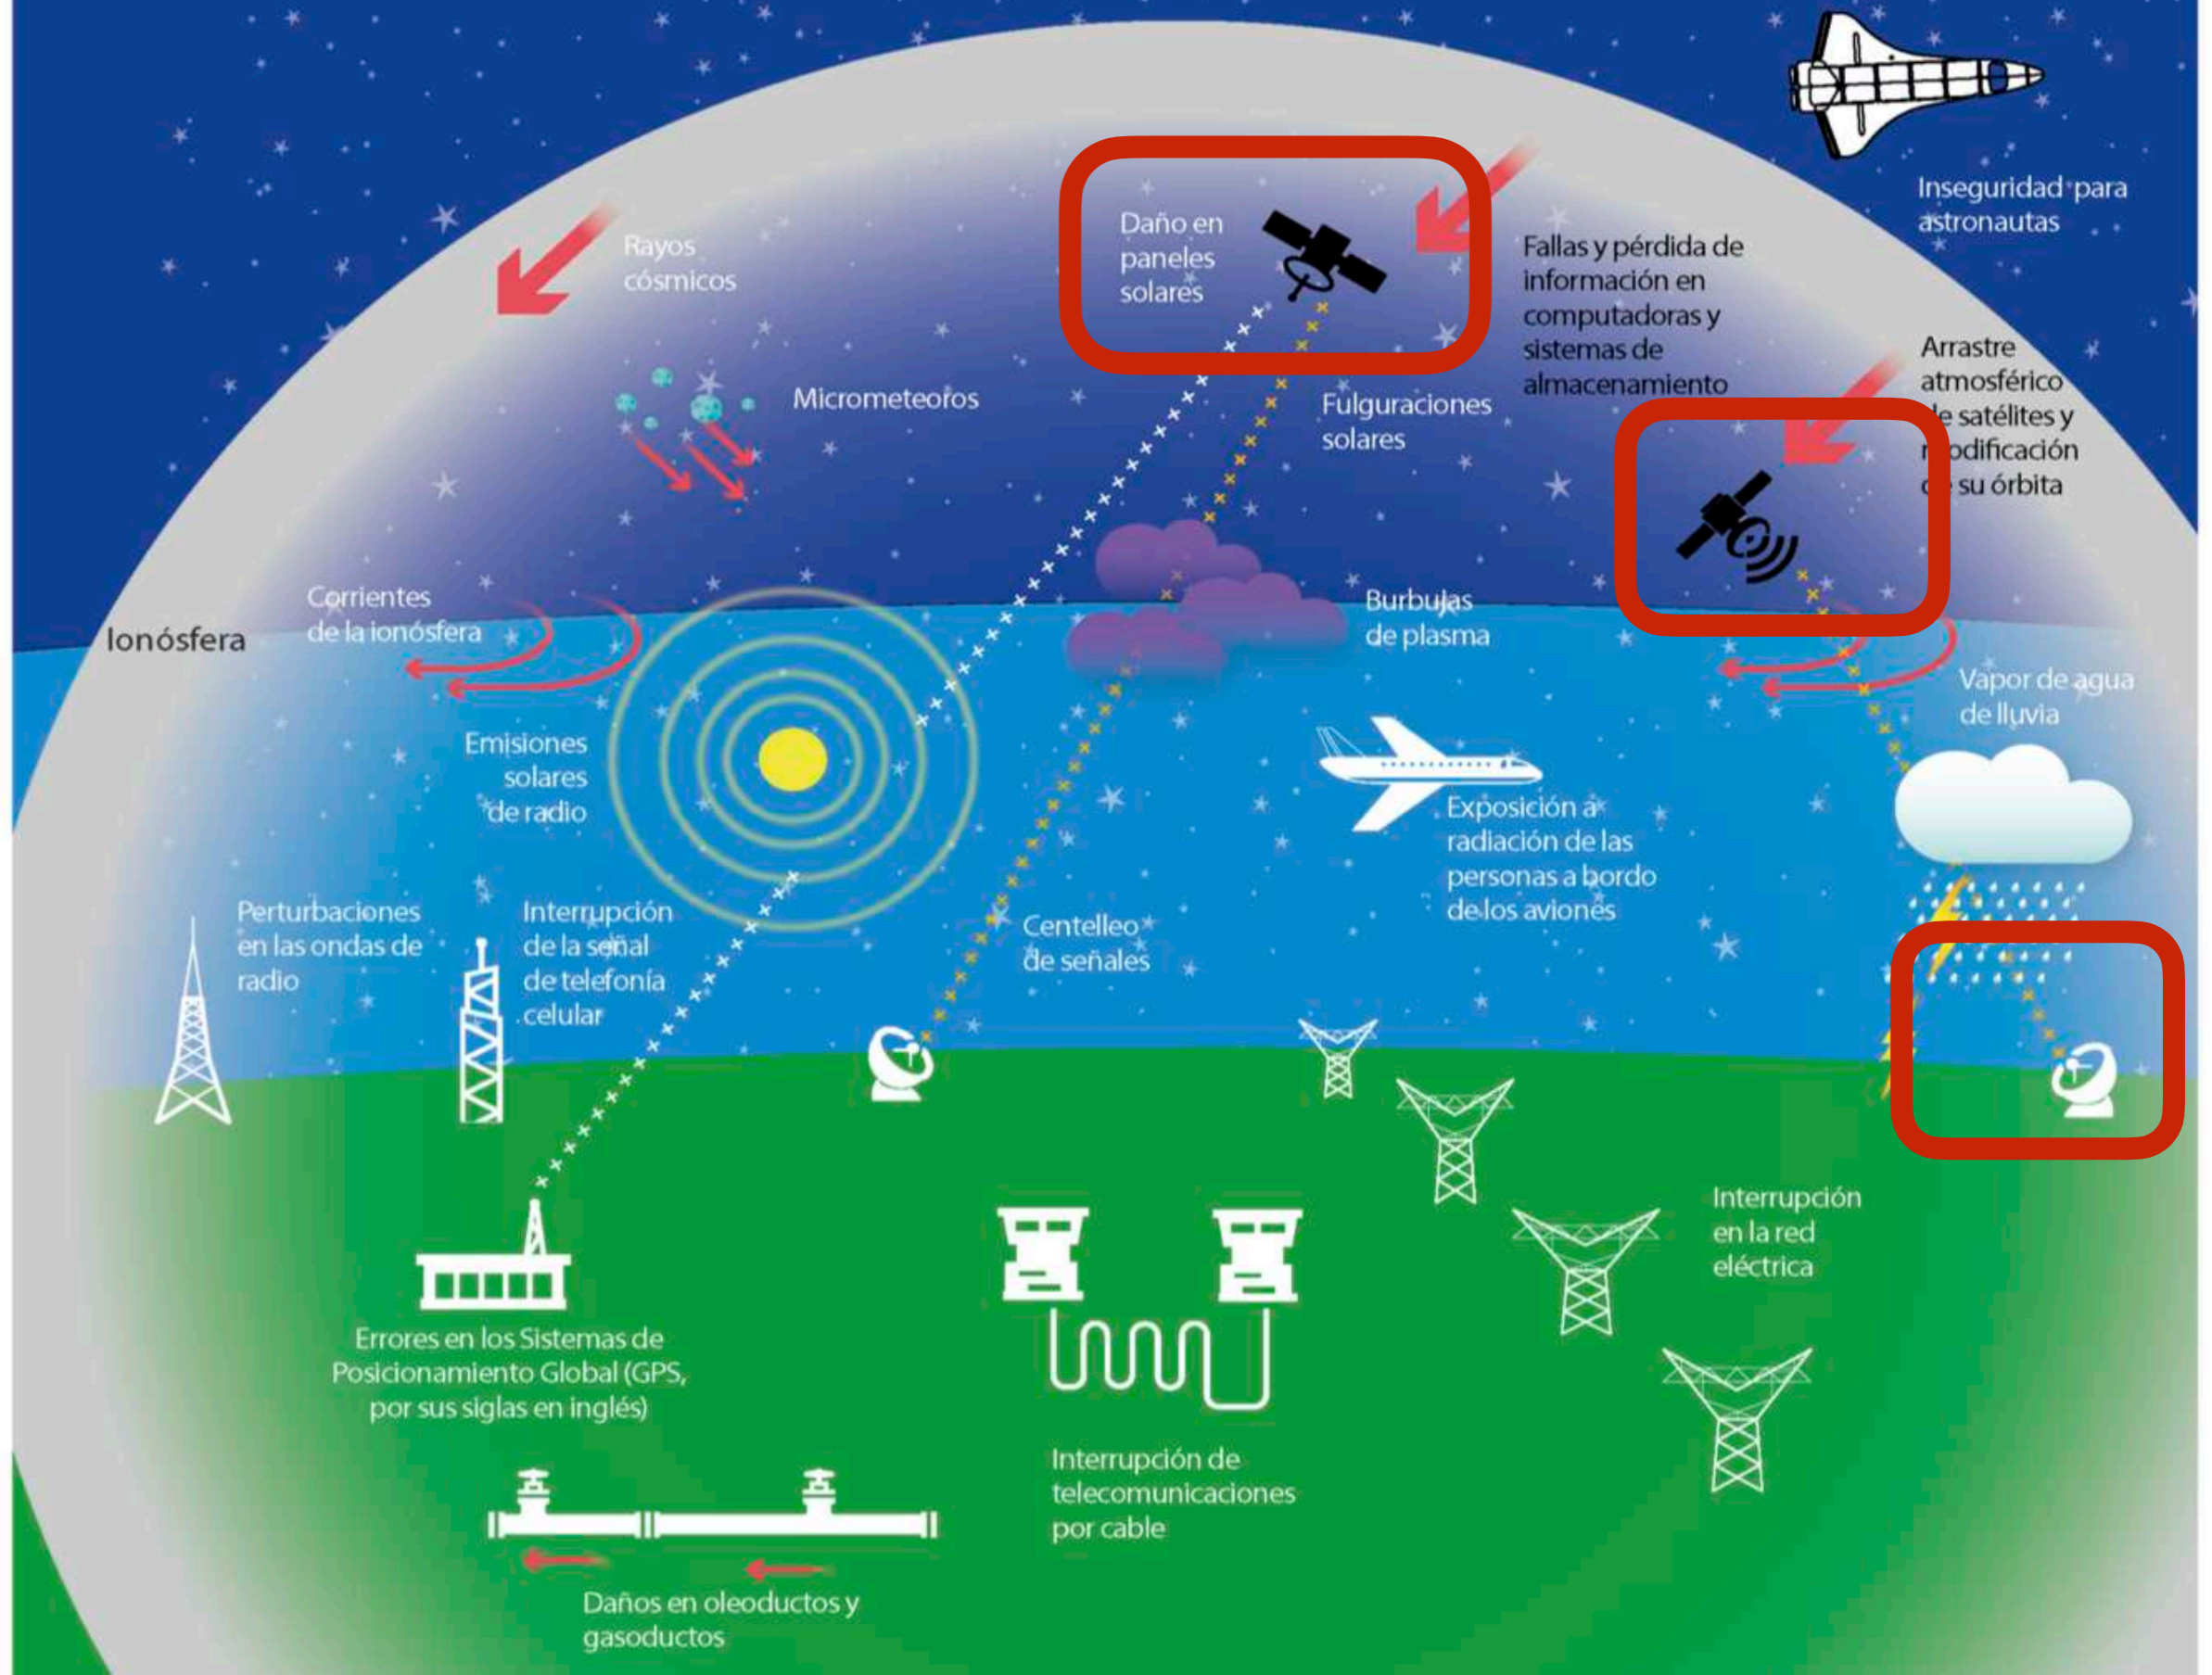 Inseguridad para
astronautas
Rayos
cósmicos
Daño en
paneles
solares
Fallas y pérdida de
información en
computadoras y
sistemas de
almacenamiento
Arrastre
atmosférico
de satélites y
modificación
de su órbita
Micrometeoros
Fulguraciones
solares
Corrientes
de la ionósfera
Ionósfera
Burbujas
de plasma
Vapor de agua
de lluvia
Emisiones
solares
de radio
Exposición a
radiación de las
personas a bordo
de los aviones
Perturbaciones
en las ondas de
radio
Interrupción
de la señal
de telefonía
celular
Centelleo
de señales
Interrupción
en la red
eléctrica
Errores en los Sistemas de
Posicionamiento Global (GPS,
por sus siglas en inglés)
Interrupción de
telecomunicaciones
por cable
Daños en oleoductos y
gasoductos